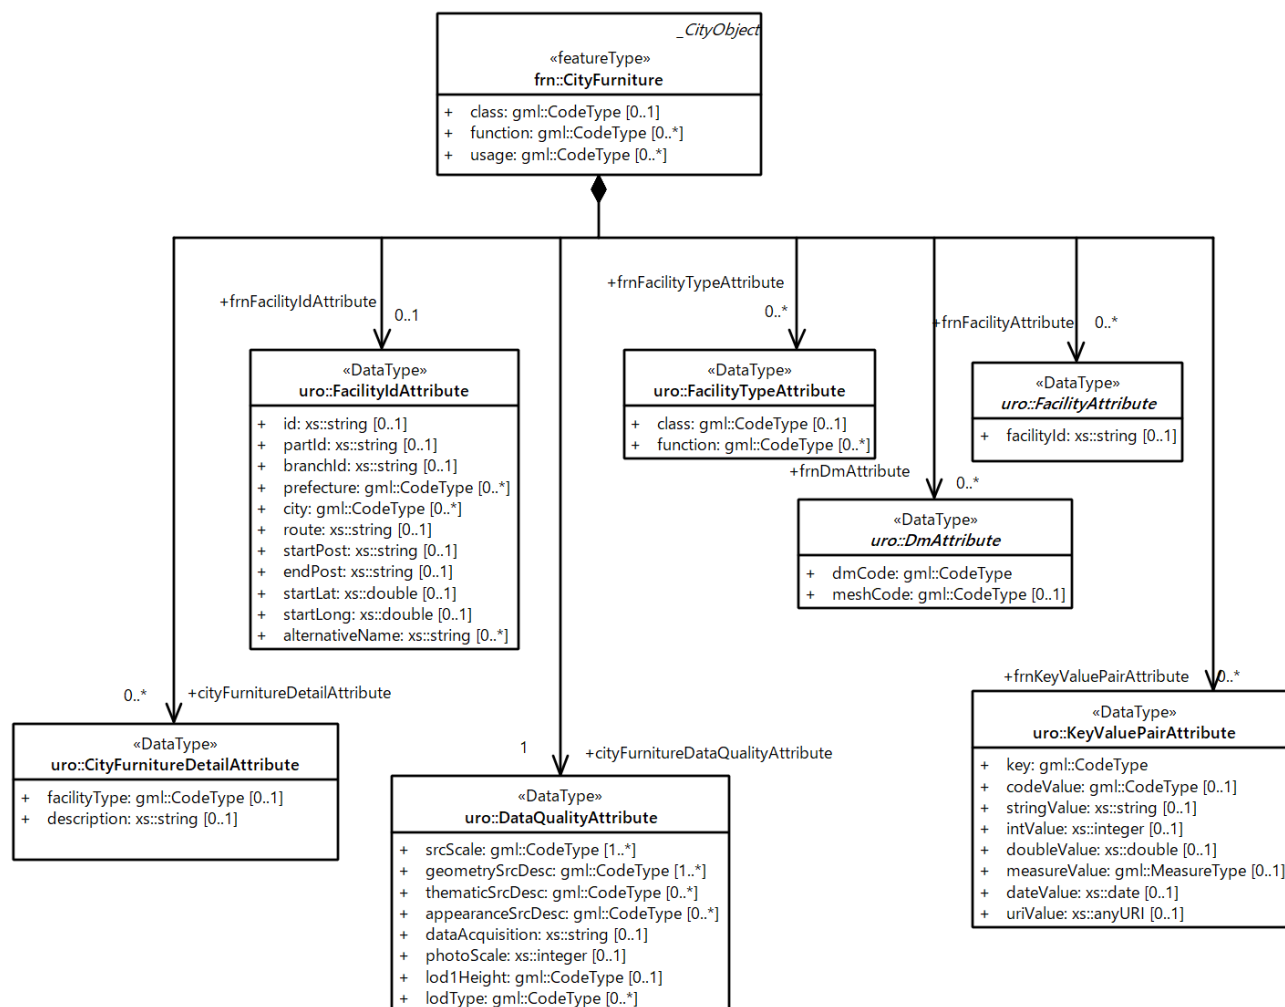 _CityObject
«featureType»
frn::CityFurniture
+ class: gml::CodeType [0..1]
+ function: gml::CodeType [0..*]
+ usage: gml::CodeType [0..*]
+frnFacilityIdAttribute
0..1
+frnFacilityTypeAttribute
0..*
+frnFacilityAttribute
0..*
«DataType»
uro::FacilityIdAttribute
+ id: xs::string [0..1]
+ partId: xs::string [0..1]
+ branchId: xs::string [0..1]
+ prefecture: gml::CodeType [0..*]
+ city: gml::CodeType [0..*]
+ route: xs::string [0..1]
+ startPost: xs::string [0..1]
+ endPost: xs::string [0..1]
+ startLat: xs::double [0..1]
+ startLong: xs::double [0..1]
+ alternativeName: xs::string [0..*]
«DataType»
uro::FacilityTypeAttribute
+ class: gml::CodeType [0..1]
+ function: gml::CodeType [0..*]
«DataType»
uro::FacilityAttribute
+ facilityId: xs::string [0..1]
+frnDmAttribute
0..*
«DataType»
uro::DmAttribute
+ dmCode: gml::CodeType
+ meshCode: gml::CodeType [0..1]
0..*
+cityFurnitureDetailAttribute
«DataType»
uro::CityFurnitureDetailAttribute
+ facilityType: gml::CodeType [0..1]
+ description: xs::string [0..1]
1
+cityFurnitureDataQualityAttribute
«DataType»
uro::DataQualityAttribute
+ srcScale: gml::CodeType [1..*]
+ geometrySrcDesc: gml::CodeType [1..*]
+ thematicSrcDesc: gml::CodeType [0..*]
+ appearanceSrcDesc: gml::CodeType [0..*]
+ dataAcquisition: xs::string [0..1]
+ photoScale: xs::integer [0..1]
+ lod1Height: gml::CodeType [0..1]
+ lodType: gml::CodeType [0..*]
+frnKeyValuePairAttribute
0..*
«DataType»
uro::KeyValuePairAttribute
+ key: gml::CodeType
+ codeValue: gml::CodeType [0..1]
+ stringValue: xs::string [0..1]
+ intValue: xs::integer [0..1]
+ doubleValue: xs::double [0..1]
+ measureValue: gml::MeasureType [0..1]
+ dateValue: xs::date [0..1]
+ uriValue: xs::anyURI [0..1]